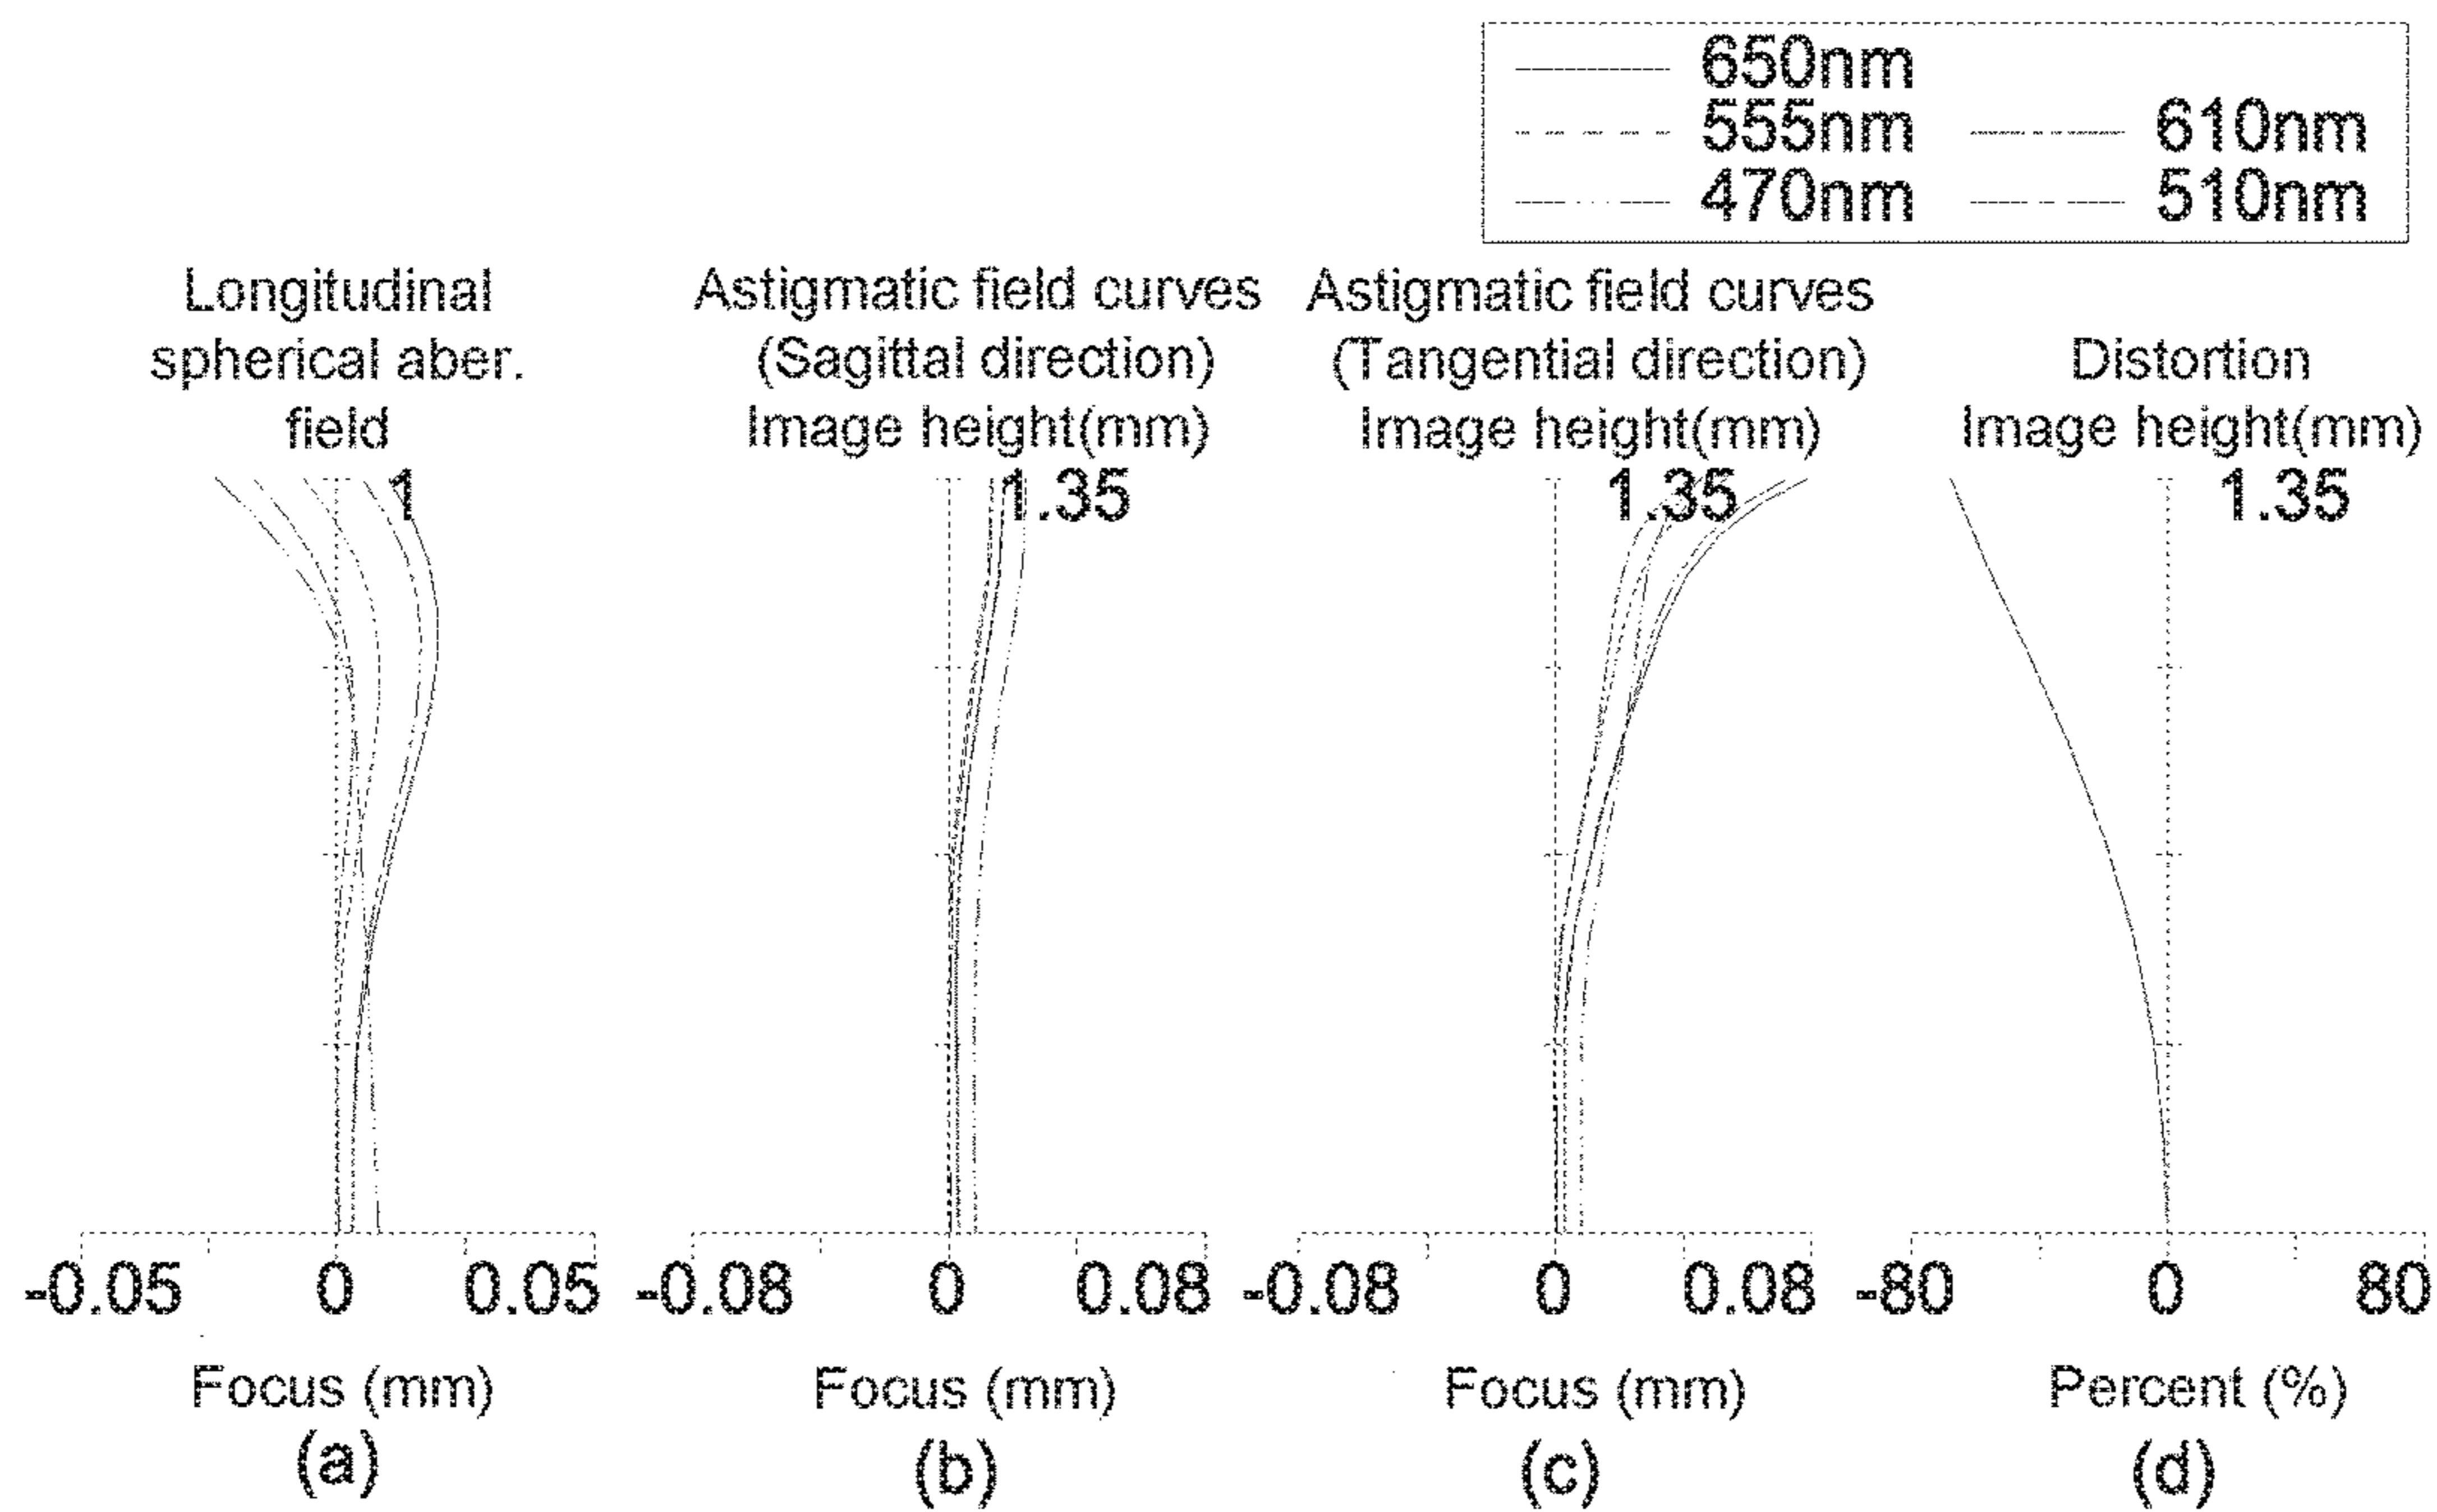 650nm
555nm 610nm
470nm 510nm
Longitudinal
spherical aber.
field
1
Astigmatic field curves
(Sagittal direction)
Image height(mm)
1.35
Astigmatic field curves
(Tangential direction)
Image height(mm)
1.35
Distortion
Image height(mm)
1.35
-0.05 0 0.05
-0.08 0 0.08
-0.08 0 0.08
-80 0 80
Focus (mm)
Focus (mm)
Focus (mm)
Percent (%)
(a)
(b)
(c)
(d)